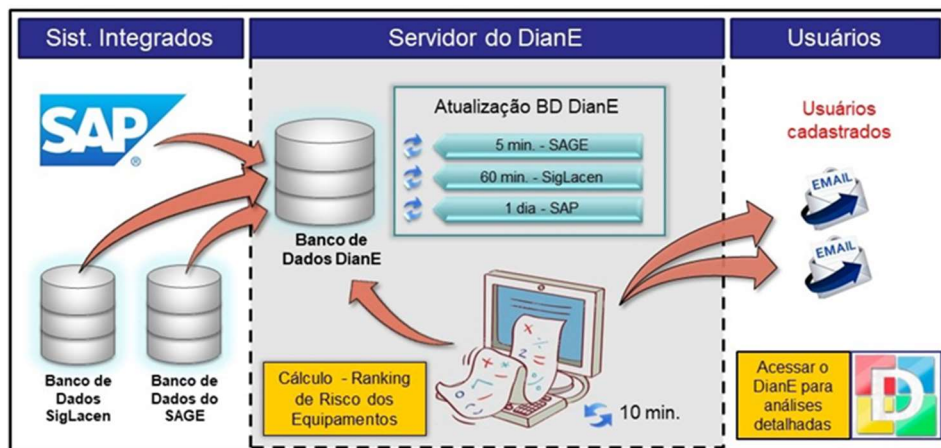 Sist. Integrados
Servidor do DianE
Usuários
SAP
®
Atualização BD DianE
5 min. - SAGE
60 min. - SigLacen
1 dia - SAP
Banco de
Dados DianE
Usuários
cadastrados
EMAIL
EMAIL
Banco de
Dados
SigLacen
Banco de
Dados do
SAGE
Cálculo - Ranking
de Risco dos
Equipamentos
10 min.
Acessar o
DianE para
análises
detalhadas
D